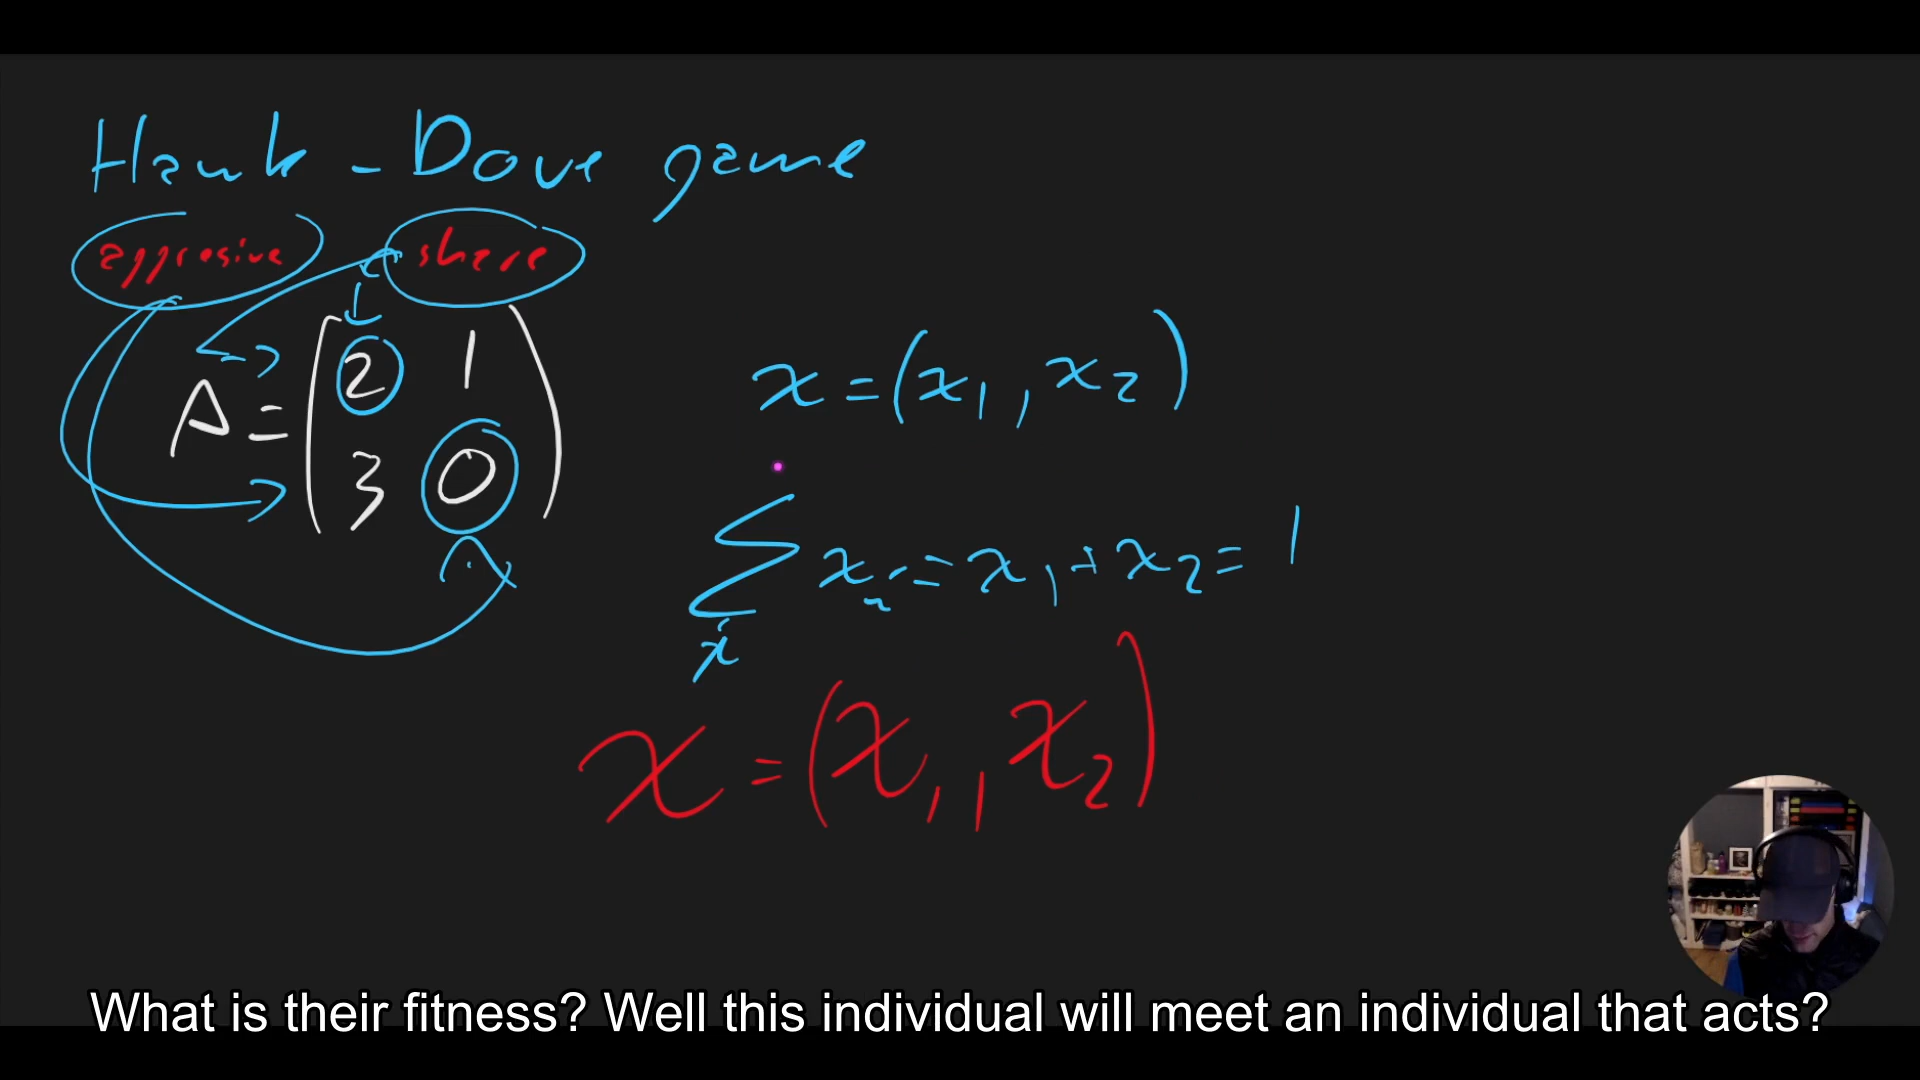 Hawk - Dove game
aggresive share
A = ( 2 1
3 0 )
x = (x₁, x₂)
∑ᵢ xᵢ = x₁ + x₂ = 1
x = (x₁, x₂)
What is their fitness? Well this individual will meet an individual that acts?